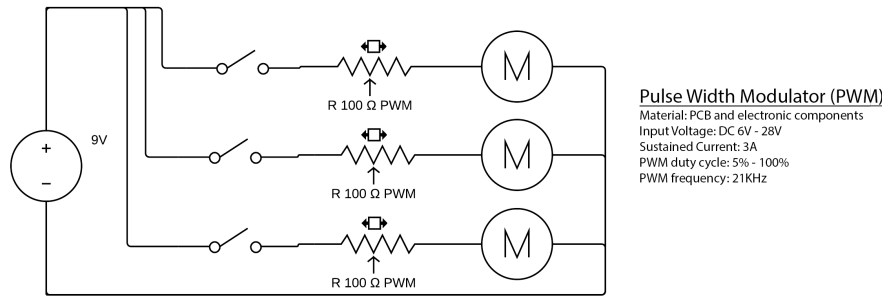 R 100 Ω PWM
9V
+
–
R 100 Ω PWM
R 100 Ω PWM
M
M
M
Pulse Width Modulator (PWM)
Material: PCB and electronic components
Input Voltage: DC 6V - 28V
Sustained Current: 3A
PWM duty cycle: 5% - 100%
PWM frequency: 21KHz